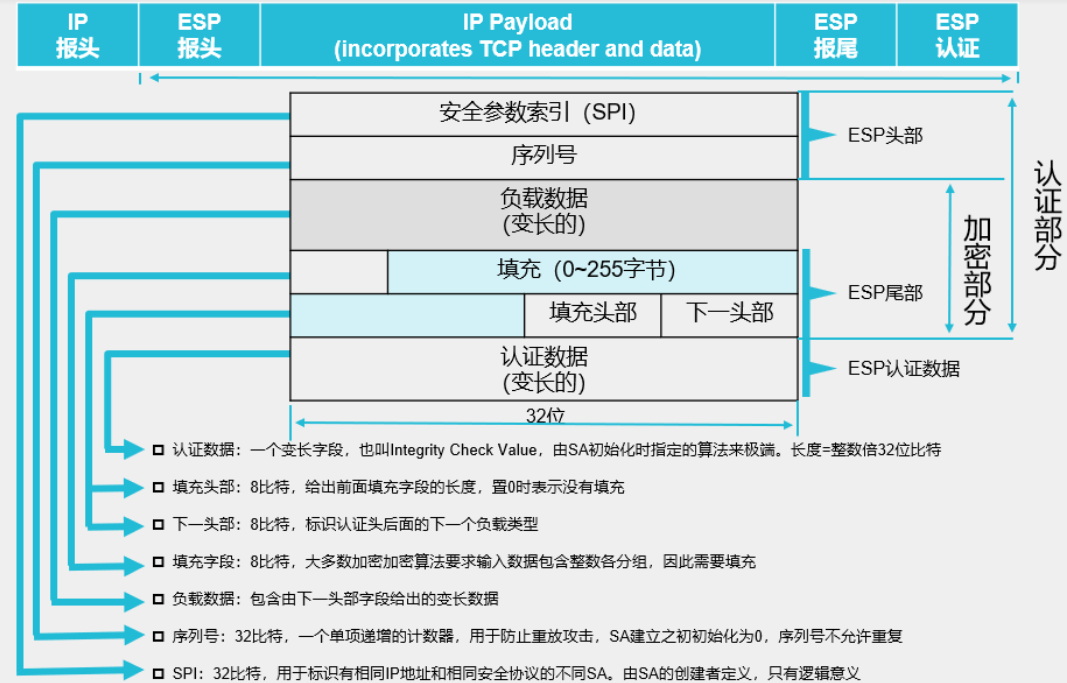 IP
报头
ESP
报头
IP Payload
(incorporates TCP header and data)
ESP
报尾
ESP
认证
安全参数索引（SPI）
序列号
负载数据
(变长的)
填充（0~255字节）
填充头部
下一头部
认证数据
(变长的)
32位
ESP头部
ESP尾部
ESP认证数据
加密部分
认证部分
认证数据：一个变长字段，也叫Integrity Check Value，由SA初始化时指定的算法来极端。长度=整数倍32位比特
填充头部：8比特，给出前面填充字段的长度，置0时表示没有填充
下一头部：8比特，标识认证头后面的下一个负载类型
填充字段：8比特，大多数加密加密算法要求输入数据包含整数各分组，因此需要填充
负载数据：包含由下一头部字段给出的变长数据
序列号：32比特，一个单项递增的计数器，用于防止重放攻击，SA建立之初初始化为0，序列号不允许重复
SPI：32比特，用于标识有相同IP地址和相同安全协议的不同SA。由SA的创建者定义，只有逻辑意义